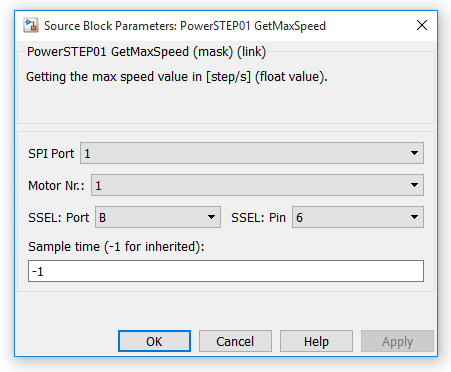 Source Block Parameters: PowerSTEP01 GetMaxSpeed
PowerSTEP01 GetMaxSpeed (mask) (link)
Getting the max speed value in [step/s] (float value).
SPI Port 1
Motor Nr.: 1
SSEL: Port B SSEL: Pin 6
Sample time (-1 for inherited):
-1
OK Cancel Help Apply